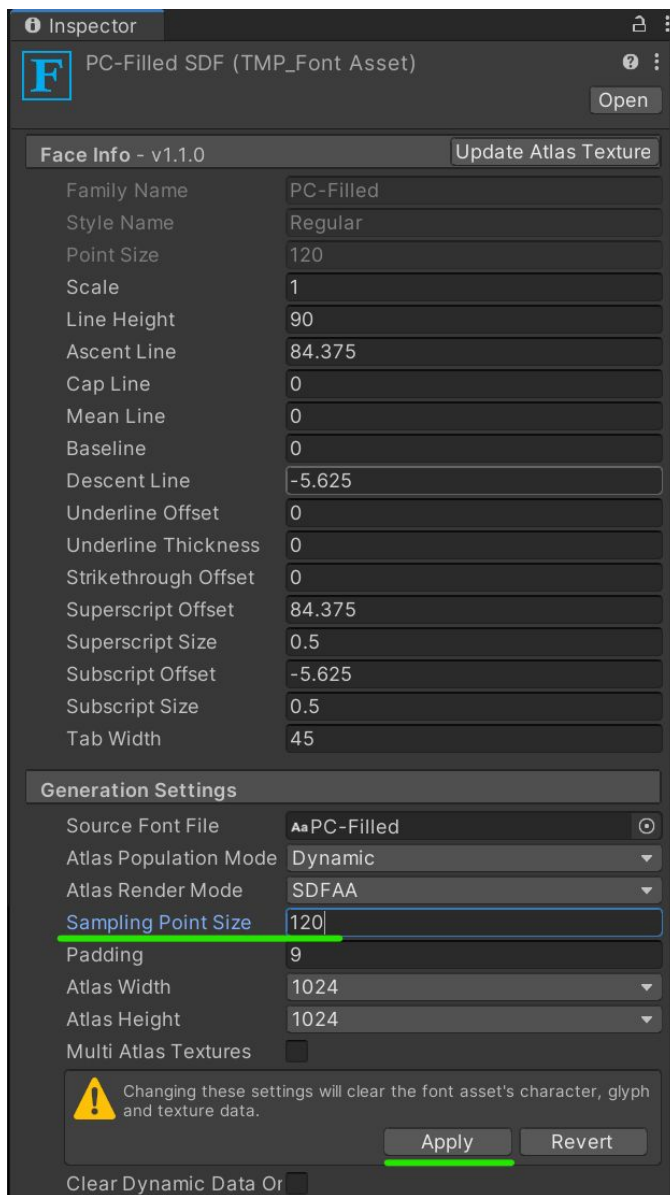 Inspector
PC-Filled SDF (TMP_Font Asset)
Open
Face Info - v1.1.0 Update Atlas Texture
Family Name PC-Filled
Style Name Regular
Point Size 120
Scale 1
Line Height 90
Ascent Line 84.375
Cap Line 0
Mean Line 0
Baseline 0
Descent Line -5.625
Underline Offset 0
Underline Thickness 0
Strikethrough Offset 0
Superscript Offset 84.375
Superscript Size 0.5
Subscript Offset -5.625
Subscript Size 0.5
Tab Width 45
Generation Settings
Source Font File Aa PC-Filled
Atlas Population Mode Dynamic
Atlas Render Mode SDFAA
Sampling Point Size 120
Padding 9
Atlas Width 1024
Atlas Height 1024
Multi Atlas Textures
Changing these settings will clear the font asset's character, glyph
and texture data.
Apply Revert
Clear Dynamic Data Or